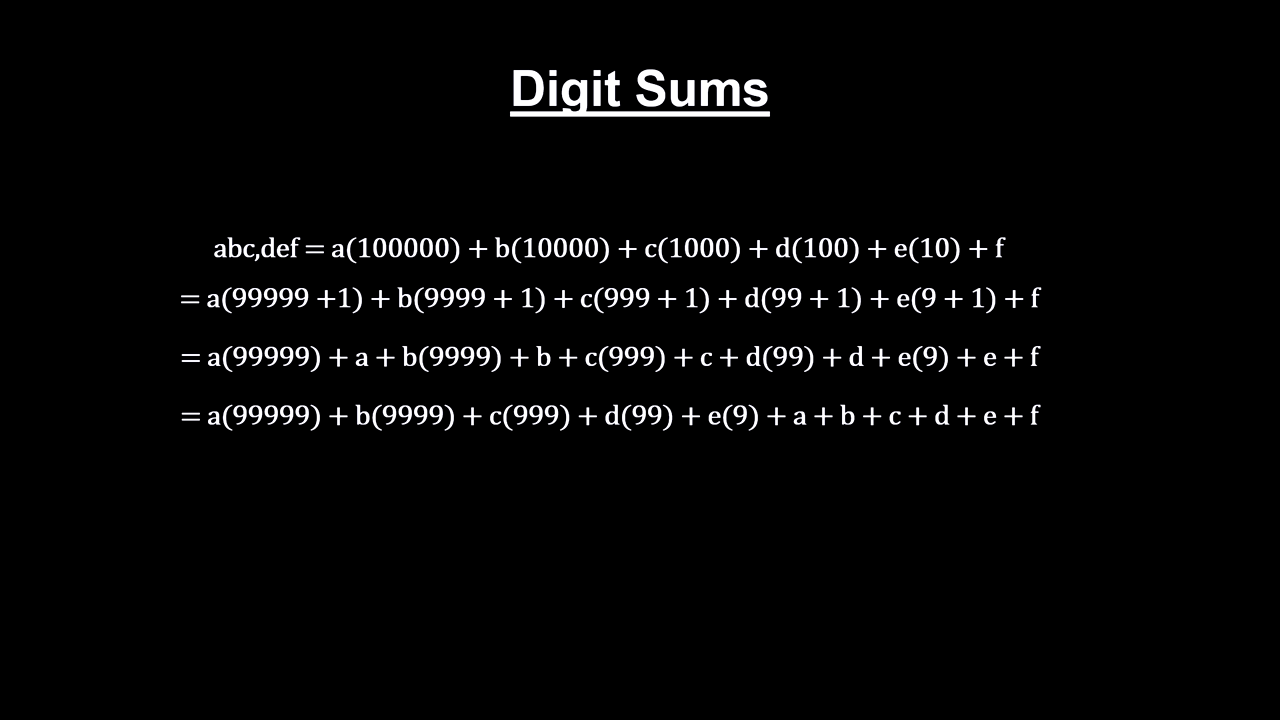 Digit Sums
abc,def = a(100000) + b(10000) + c(1000) + d(100) + e(10) + f
= a(99999 +1) + b(9999 + 1) + c(999 + 1) + d(99 + 1) + e(9 + 1) + f
= a(99999) + a + b(9999) + b + c(999) + c + d(99) + d + e(9) + e + f
= a(99999) + b(9999) + c(999) + d(99) + e(9) + a + b + c + d + e + f